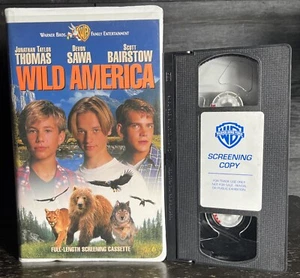 WARNER BROS. FAMILY ENTERTAINMENT
JONATHAN TAYLOR THOMAS
DEVON SAWA
SCOTT BAIRSTOW
WILD AMERICA
FULL-LENGTH SCREENING CASSETTE
WB
SCREENING COPY